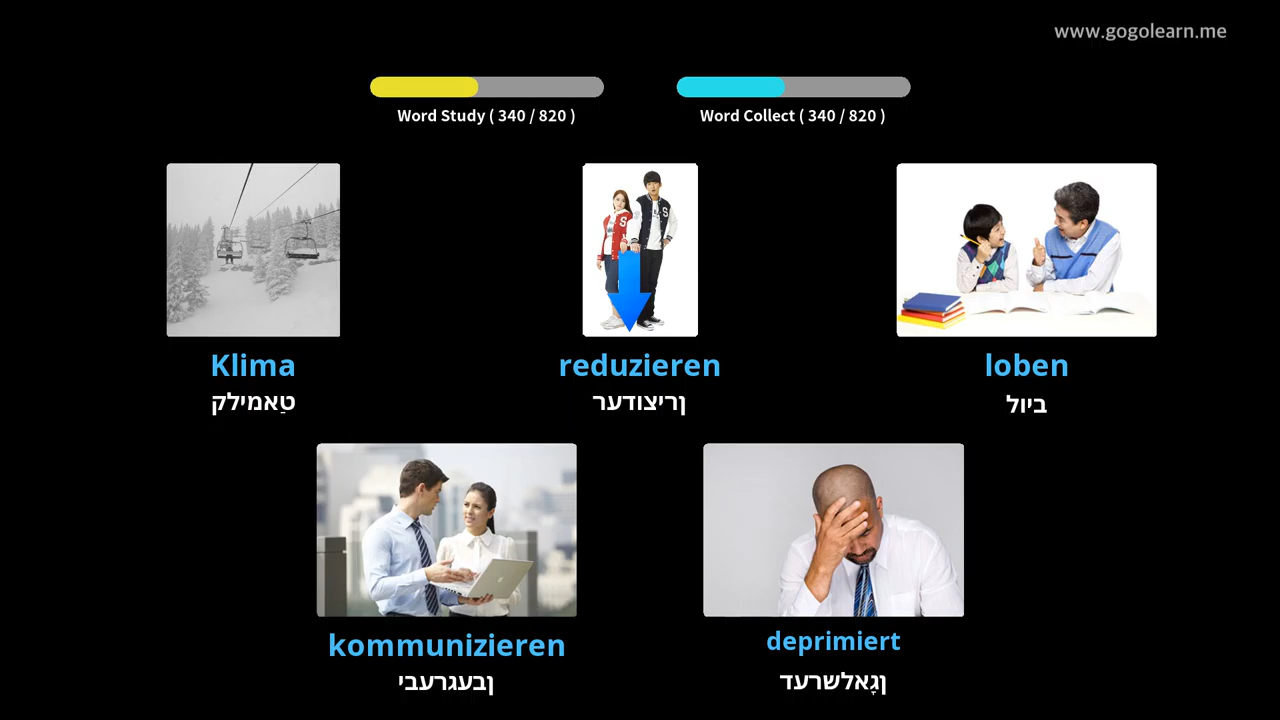 www.gogolearn.me
Word Study ( 340 / 820 )
Word Collect ( 340 / 820 )
Klima
טַאמילק
reduzieren
ןריצודער
loben
ביול
kommunizieren
ןבעגרעבי
deprimiert
ןגָאלשרעד